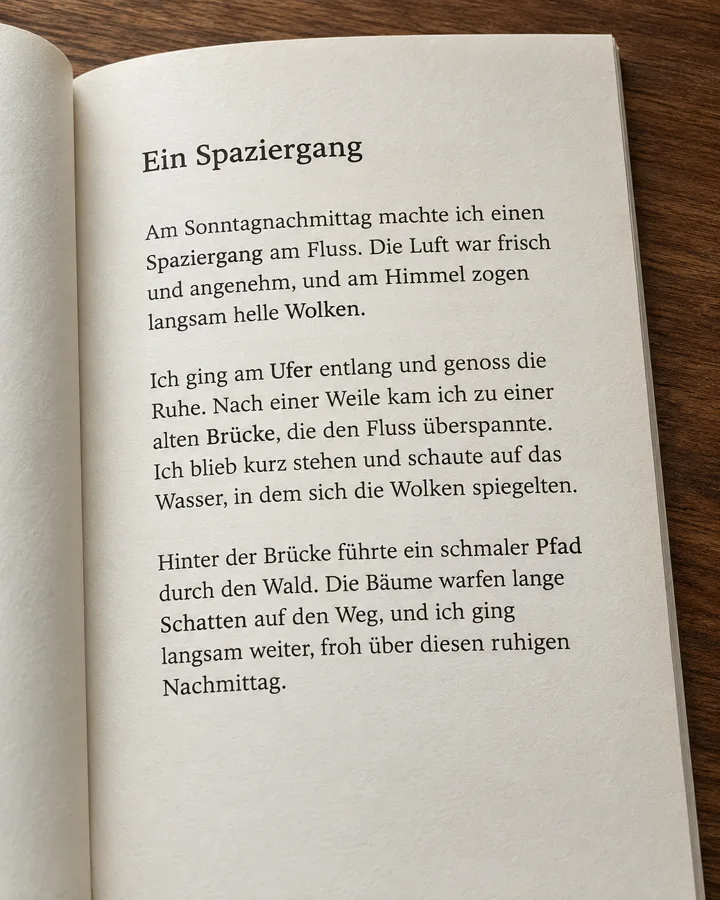 Ein Spaziergang
Am Sonntagnachmittag machte ich einen
Spaziergang am Fluss. Die Luft war frisch
und angenehm, und am Himmel zogen
langsam helle Wolken.
Ich ging am Ufer entlang und genoss die
Ruhe. Nach einer Weile kam ich zu einer
alten Brücke, die den Fluss überspannte.
Ich blieb kurz stehen und schaute auf das
Wasser, in dem sich die Wolken spiegelten.
Hinter der Brücke führte ein schmaler Pfad
durch den Wald. Die Bäume warfen lange
Schatten auf den Weg, und ich ging
langsam weiter, froh über diesen ruhigen
Nachmittag.